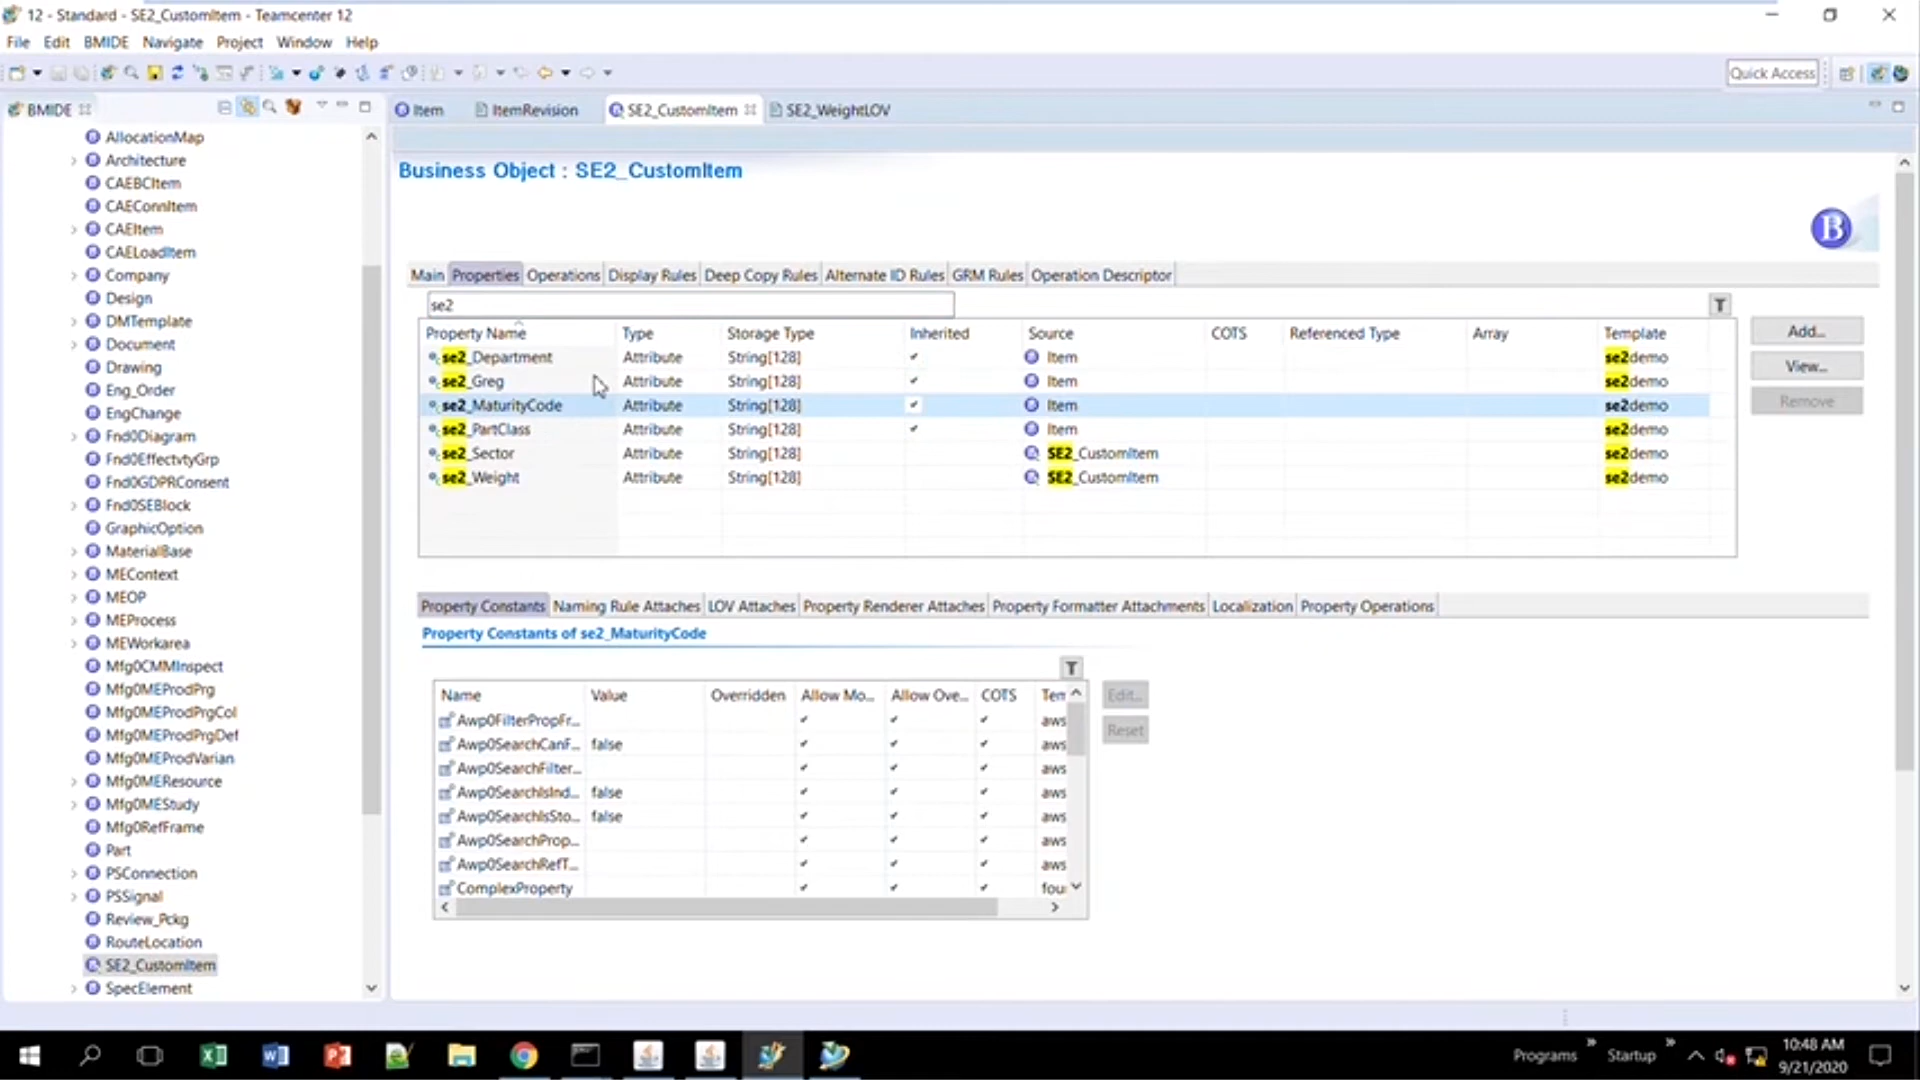 12 - Standard - SE2_CustomItem - Teamcenter 12
File Edit BMIDE Navigate Project Window Help
Quick Access
BMIDE
Item ItemRevision SE2_CustomItem SE2_WeightLOV
AllocationMap
Architecture
CAEBCItem
CAEConnItem
CAEItem
CAELoadItem
Company
Design
DMTemplate
Document
Drawing
Eng_Order
EngChange
Fnd0Diagram
Fnd0EffectvtyGrp
Fnd0GDPRConsent
Fnd0SEBlock
GraphicOption
MaterialBase
MEContext
MEOP
MEProcess
MEWorkarea
Mfg0CMMInspect
Mfg0MEProdPrg
Mfg0MEProdPrgCol
Mfg0MEProdPrgDef
Mfg0MEProdVarian
Mfg0MEResource
Mfg0MEStudy
Mfg0RefFrame
Part
PSConnection
PSSignal
Review_Pckg
RouteLocation
SE2_CustomItem
SpecElement
Business Object : SE2_CustomItem
B
Main Properties Operations Display Rules Deep Copy Rules Alternate ID Rules GRM Rules Operation Descriptor
se2
Property Name Type Storage Type Inherited Source COTS Referenced Type Array Template
se2_Department Attribute String[128] ✔ Item se2demo
se2_Greg Attribute String[128] ✔ Item se2demo
se2_MaturityCode Attribute String[128] ✔ Item se2demo
se2_PartClass Attribute String[128] ✔ Item se2demo
se2_Sector Attribute String[128] SE2_CustomItem se2demo
se2_Weight Attribute String[128] SE2_CustomItem se2demo
Add...
View...
Remove
Property Constants Naming Rule Attaches LOV Attaches Property Renderer Attaches Property Formatter Attachments Localization Property Operations
Property Constants of se2_MaturityCode
Name Value Overridden Allow Mo... Allow Ove... COTS Tem
Awp0FilterPropFr... ✔ ✔ ✔ aws
Awp0SearchCanF... false ✔ ✔ ✔ aws
Awp0SearchFilter... ✔ ✔ ✔ aws
Awp0SearchIsInd... false ✔ ✔ ✔ aws
Awp0SearchIsSto... false ✔ ✔ ✔ aws
Awp0SearchProp... ✔ ✔ ✔ aws
Awp0SearchRefT... ✔ ✔ ✔ aws
ComplexProperty ✔ ✔ ✔ foun
Edit...
Reset
Programs » Startup »
10:48 AM
9/21/2020